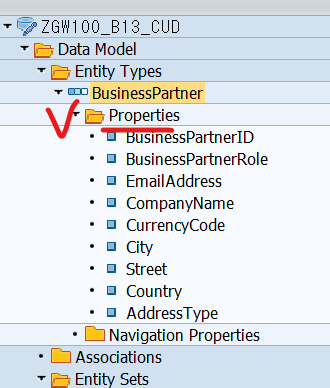 ZGW100_B13_CUD
Data Model
Entity Types
BusinessPartner
Properties
BusinessPartnerID
BusinessPartnerRole
EmailAddress
CompanyName
CurrencyCode
City
Street
Country
AddressType
Navigation Properties
Associations
Entity Sets